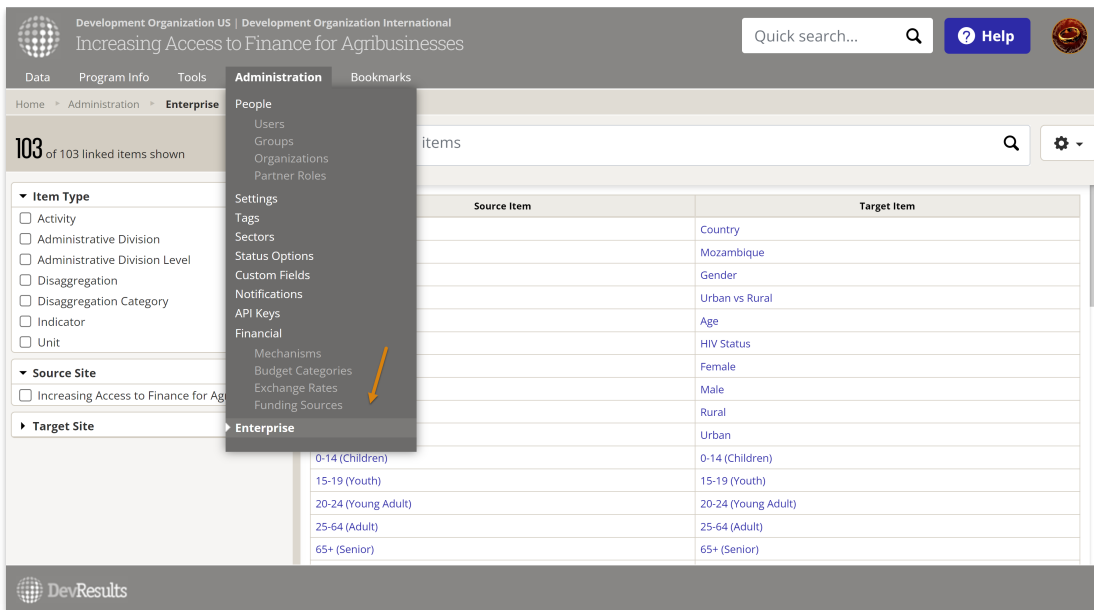 Development Organization US | Development Organization International
Increasing Access to Finance for Agribusinesses
Quick search...
Help
Data Program Info Tools Administration Bookmarks
Home Administration Enterprise
103 of 103 linked items shown
items
Item Type
Activity
Administrative Division
Administrative Division Level
Disaggregation
Disaggregation Category
Indicator
Unit
Source Site
Increasing Access to Finance for Ag
Target Site
People
Users
Groups
Organizations
Partner Roles
Settings
Tags
Sectors
Status Options
Custom Fields
Notifications
API Keys
Financial
Mechanisms
Budget Categories
Exchange Rates
Funding Sources
Enterprise
Source Item Target Item
Country
Mozambique
Gender
Urban vs Rural
Age
HIV Status
Female
Male
Rural
Urban
0-14 (Children) 0-14 (Children)
15-19 (Youth) 15-19 (Youth)
20-24 (Young Adult) 20-24 (Young Adult)
25-64 (Adult) 25-64 (Adult)
65+ (Senior) 65+ (Senior)
DevResults